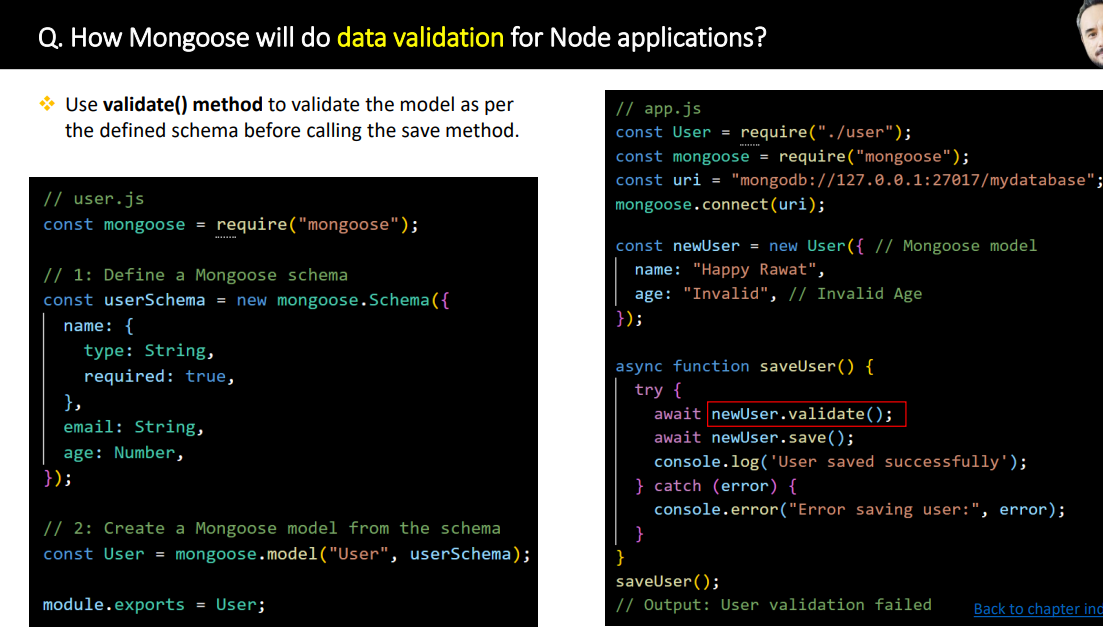 Q. How Mongoose will do data validation for Node applications?
Use validate() method to validate the model as per
the defined schema before calling the save method.
// user.js
const mongoose = require("mongoose");
// 1: Define a Mongoose schema
const userSchema = new mongoose.Schema({
  name: {
    type: String,
    required: true,
  },
  email: String,
  age: Number,
});
// 2: Create a Mongoose model from the schema
const User = mongoose.model("User", userSchema);
module.exports = User;
// app.js
const User = require("./user");
const mongoose = require("mongoose");
const uri = "mongodb://127.0.0.1:27017/mydatabase";
mongoose.connect(uri);
const newUser = new User({ // Mongoose model
  name: "Happy Rawat",
  age: "Invalid", // Invalid Age
});
async function saveUser() {
  try {
    await newUser.validate();
    await newUser.save();
    console.log('User saved successfully');
  } catch (error) {
    console.error("Error saving user:", error);
  }
}
saveUser();
// Output: User validation failed
Back to chapter